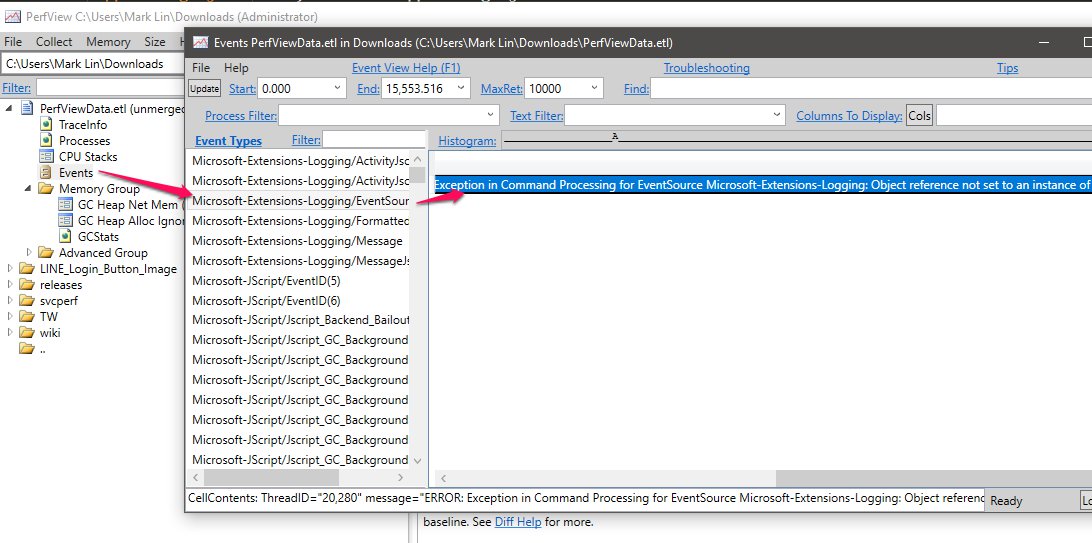 PerfView C:\Users\Mark Lin\Downloads (Administrator)
File Collect Memory Size
C:\Users\Mark Lin\Downloads
Filter:
PerfViewData.etl (unmerged
TraceInfo
Processes
CPU Stacks
Events
Memory Group
GC Heap Net Mem (
GC Heap Alloc Ignor
GCStats
Advanced Group
LINE_Login_Button_Image
releases
svcperf
TW
wiki
..
Events PerfViewData.etl in Downloads (C:\Users\Mark Lin\Downloads\PerfViewData.etl)
File Help Event View Help (F1) Troubleshooting Tips
Update Start: 0.000 End: 15,553.516 MaxRet: 10000 Find:
Process Filter: Text Filter: Columns To Display: Cols
Event Types Filter: Histogram: A
Microsoft-Extensions-Logging/ActivityJsc
Microsoft-Extensions-Logging/ActivityJsc
Microsoft-Extensions-Logging/EventSour
Microsoft-Extensions-Logging/Formatted
Microsoft-Extensions-Logging/Message
Microsoft-Extensions-Logging/MessageJs
Microsoft-JScript/EventID(5)
Microsoft-JScript/EventID(6)
Microsoft-JScript/Jscript_Backend_Bailout
Microsoft-JScript/Jscript_GC_Background
Microsoft-JScript/Jscript_GC_Background
Microsoft-JScript/Jscript_GC_Background
Microsoft-JScript/Jscript_GC_Background
Microsoft-JScript/Jscript_GC_Background
Microsoft-JScript/Jscript_GC_Background
Microsoft-JScript/Jscript_GC_Background
Exception in Command Processing for EventSource Microsoft-Extensions-Logging: Object reference not set to an instance of
CellContents: ThreadID="20,280" message="ERROR: Exception in Command Processing for EventSource Microsoft-Extensions-Logging: Object referenc
Ready
Lo
baseline. See Diff Help for more.